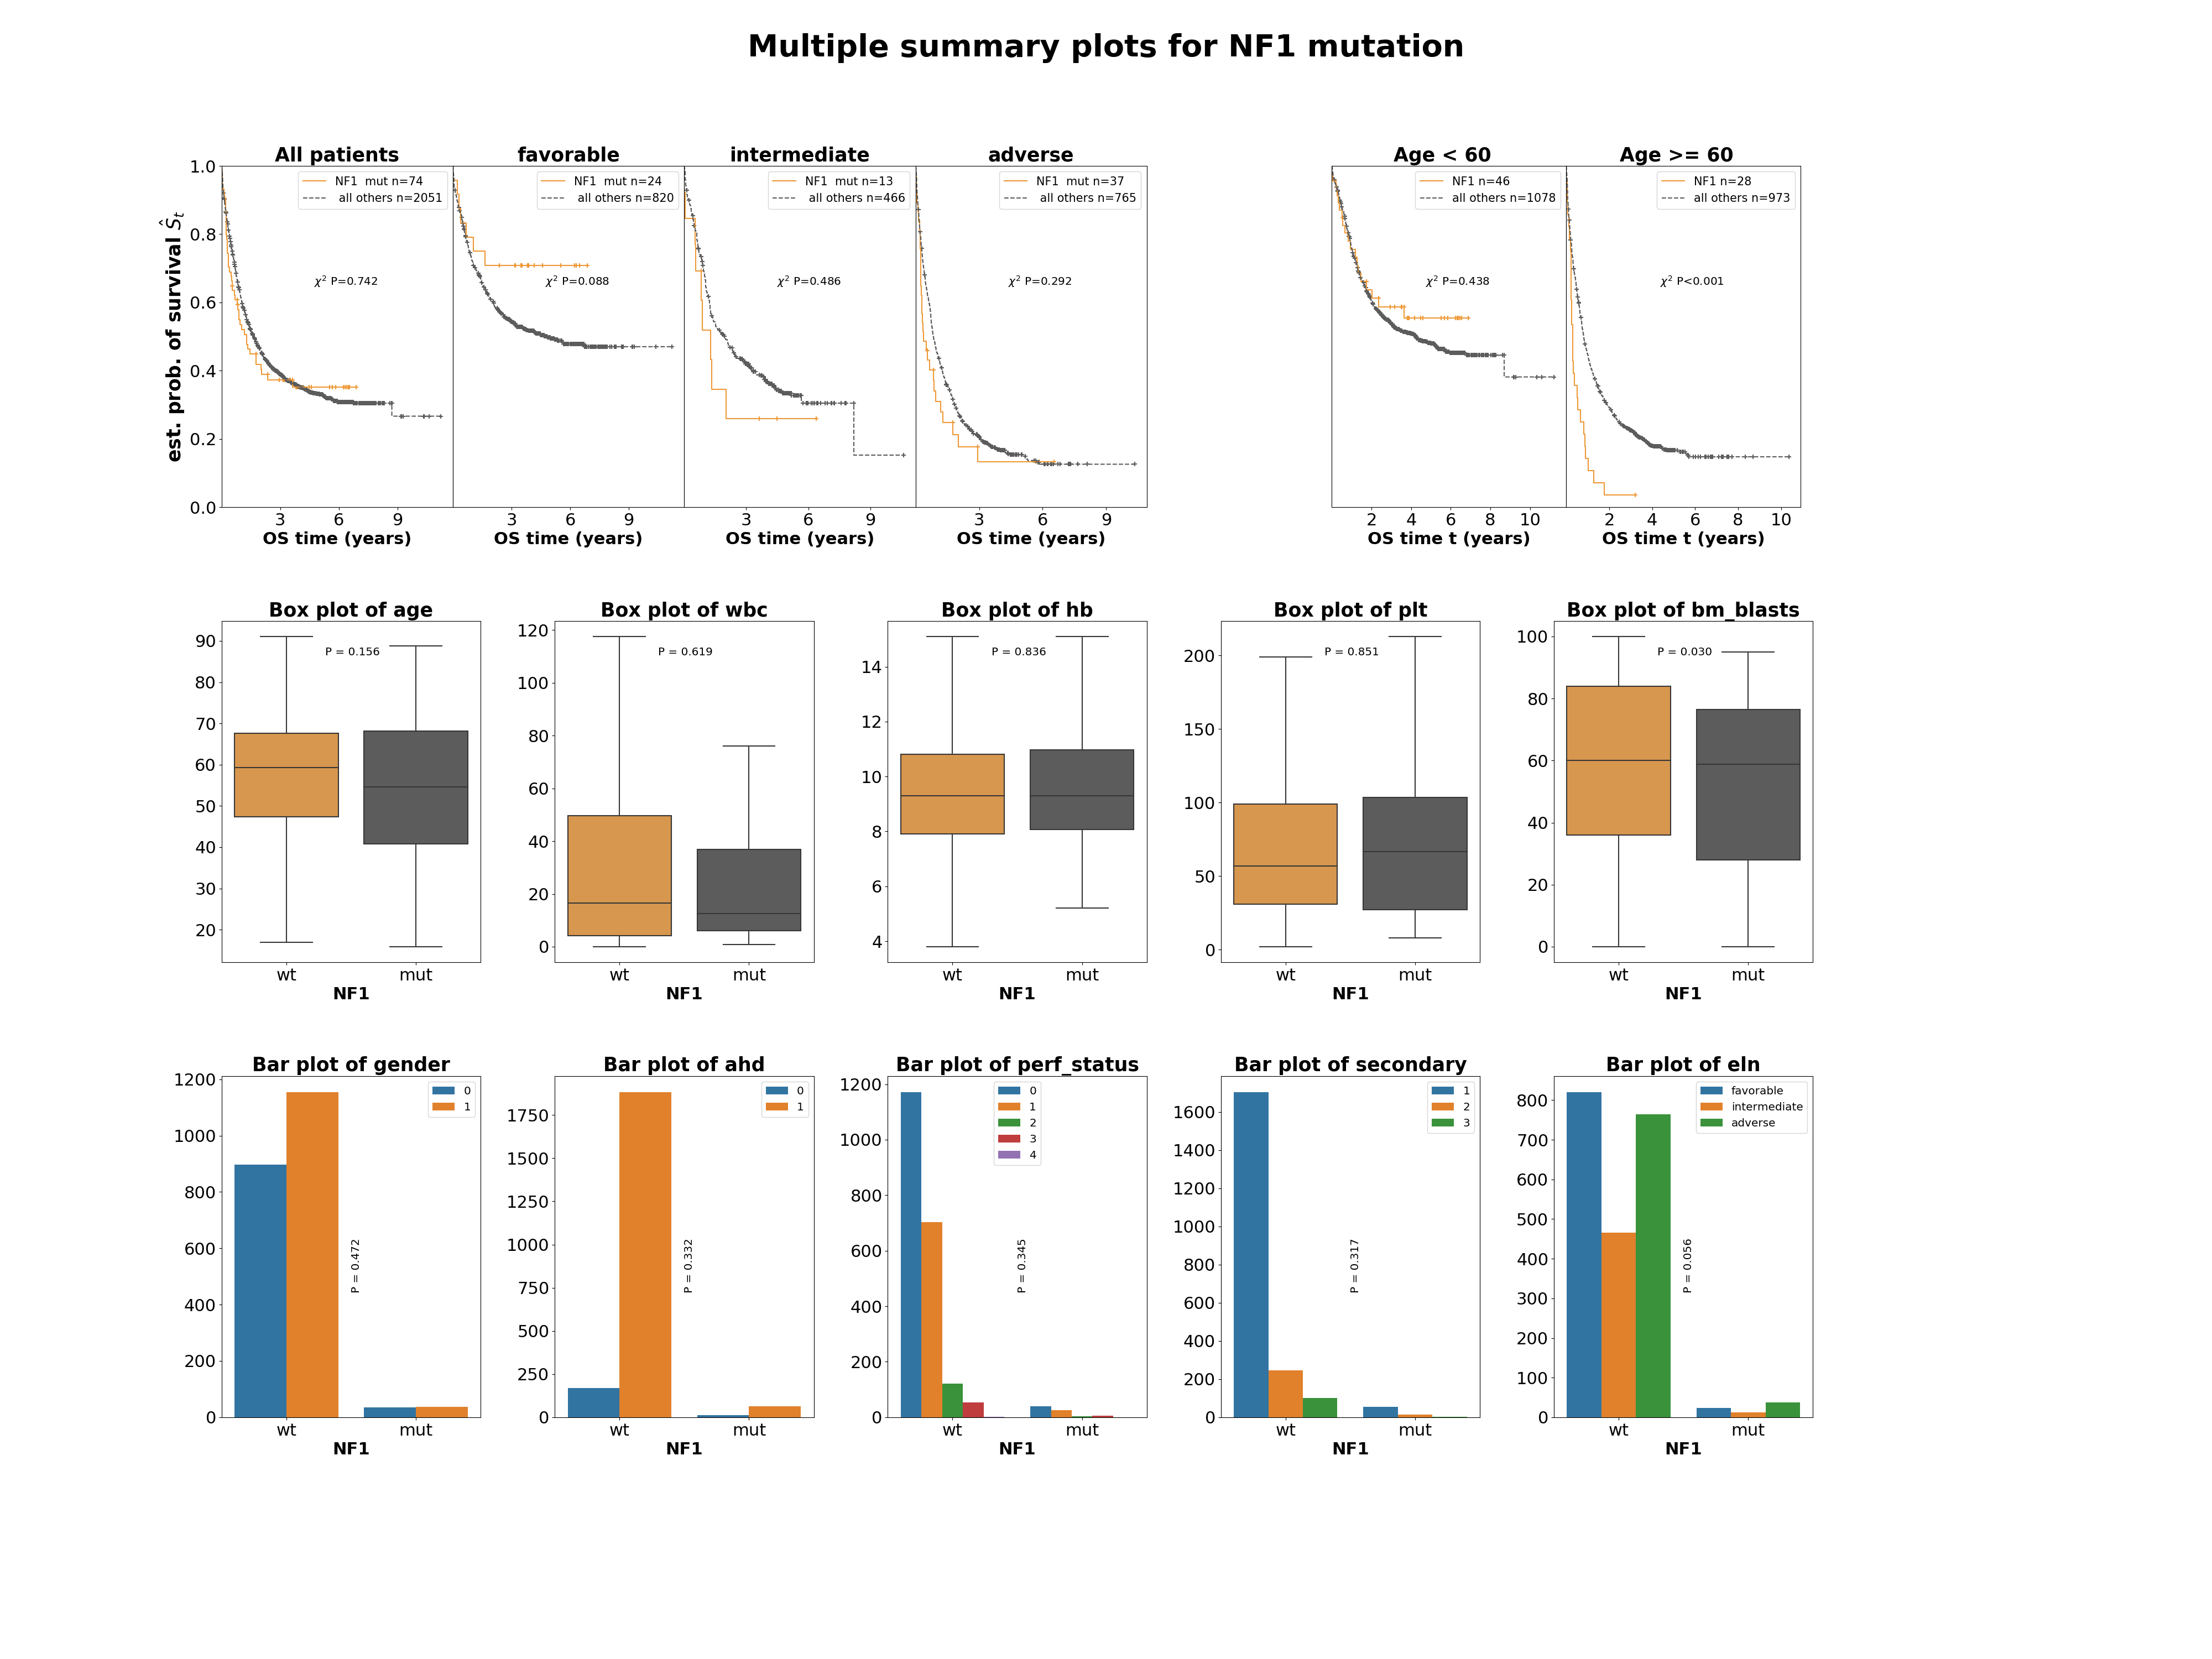 Multiple summary plots for NF1 mutation
All patients
favorable
intermediate
adverse
Age < 60
Age >= 60
NF1 mut n=74
all others n=2051
NF1 mut n=24
all others n=820
NF1 mut n=13
all others n=466
NF1 mut n=37
all others n=765
NF1 n=46
all others n=1078
NF1 n=28
all others n=973
χ² P=0.742
χ² P=0.088
χ² P=0.486
χ² P=0.292
χ² P=0.438
χ² P<0.001
est. prob. of survival Ŝₜ
1.0
0.8
0.6
0.4
0.2
0.0
3 6 9
3 6 9
3 6 9
3 6 9
2 4 6 8 10
2 4 6 8 10
OS time (years)
OS time (years)
OS time (years)
OS time (years)
OS time t (years)
OS time t (years)
Box plot of age
P = 0.156
90
80
70
60
50
40
30
20
wt mut
NF1
Box plot of wbc
P = 0.619
120
100
80
60
40
20
0
wt mut
NF1
Box plot of hb
P = 0.836
14
12
10
8
6
4
wt mut
NF1
Box plot of plt
P = 0.851
200
150
100
50
0
wt mut
NF1
Box plot of bm_blasts
P = 0.030
100
80
60
40
20
0
wt mut
NF1
Bar plot of gender
0
1
P = 0.472
1200
1000
800
600
400
200
0
wt mut
NF1
Bar plot of ahd
0
1
P = 0.332
1750
1500
1250
1000
750
500
250
0
wt mut
NF1
Bar plot of perf_status
0
1
2
3
4
P = 0.345
1200
1000
800
600
400
200
0
wt mut
NF1
Bar plot of secondary
1
2
3
P = 0.317
1600
1400
1200
1000
800
600
400
200
0
wt mut
NF1
Bar plot of eln
favorable
intermediate
adverse
P = 0.056
800
700
600
500
400
300
200
100
0
wt mut
NF1